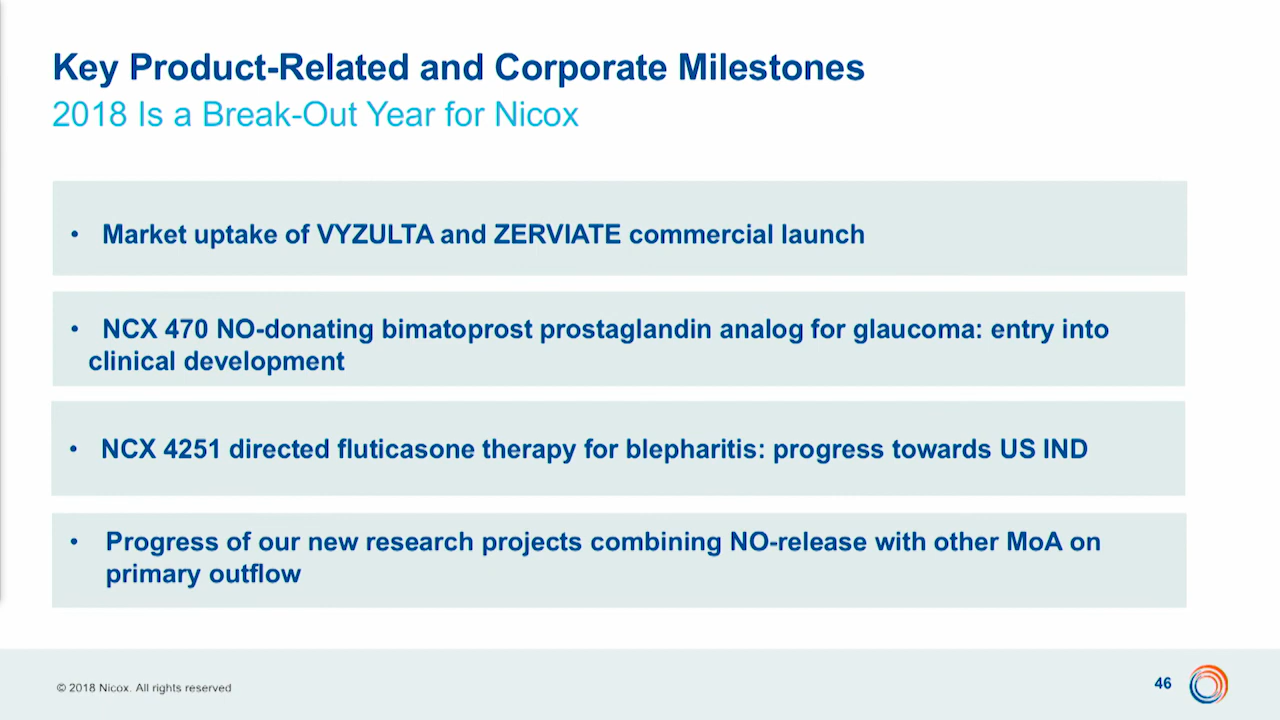 Key Product-Related and Corporate Milestones
2018 Is a Break-Out Year for Nicox
• Market uptake of VYZULTA and ZERVIATE commercial launch
• NCX 470 NO-donating bimatoprost prostaglandin analog for glaucoma: entry into
clinical development
• NCX 4251 directed fluticasone therapy for blepharitis: progress towards US IND
• Progress of our new research projects combining NO-release with other MoA on
primary outflow
© 2018 Nicox. All rights reserved
46